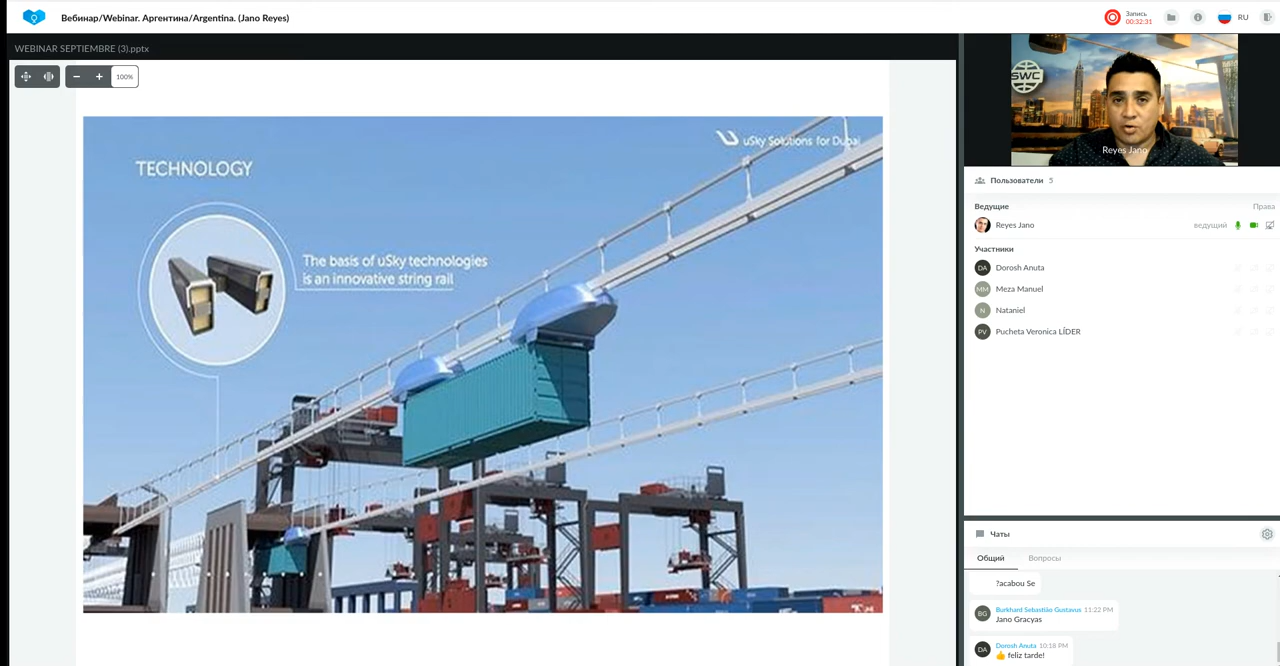 Вебинар/Webinar. Аргентина/Argentina. (Jano Reyes)
Запись
00:32:31
RU
WEBINAR SEPTIEMBRE (3).pptx
100%
uSky Solutions for Dubai
TECHNOLOGY
The basis of uSky technologies
is an innovative string rail
SWC
Reyes Jano
Пользователи 5
Ведущие Права
Reyes Jano ведущий
Участники
DA Dorosh Anuta
MM Meza Manuel
N Nataniel
PV Pucheta Veronica LÍDER
Чаты
Общий Вопросы
?acabou Se
BG Burkhard Sebastião Gustavus 11:22 PM
Jano Gracyas
DA Dorosh Anuta 10:18 PM
👍 feliz tarde!